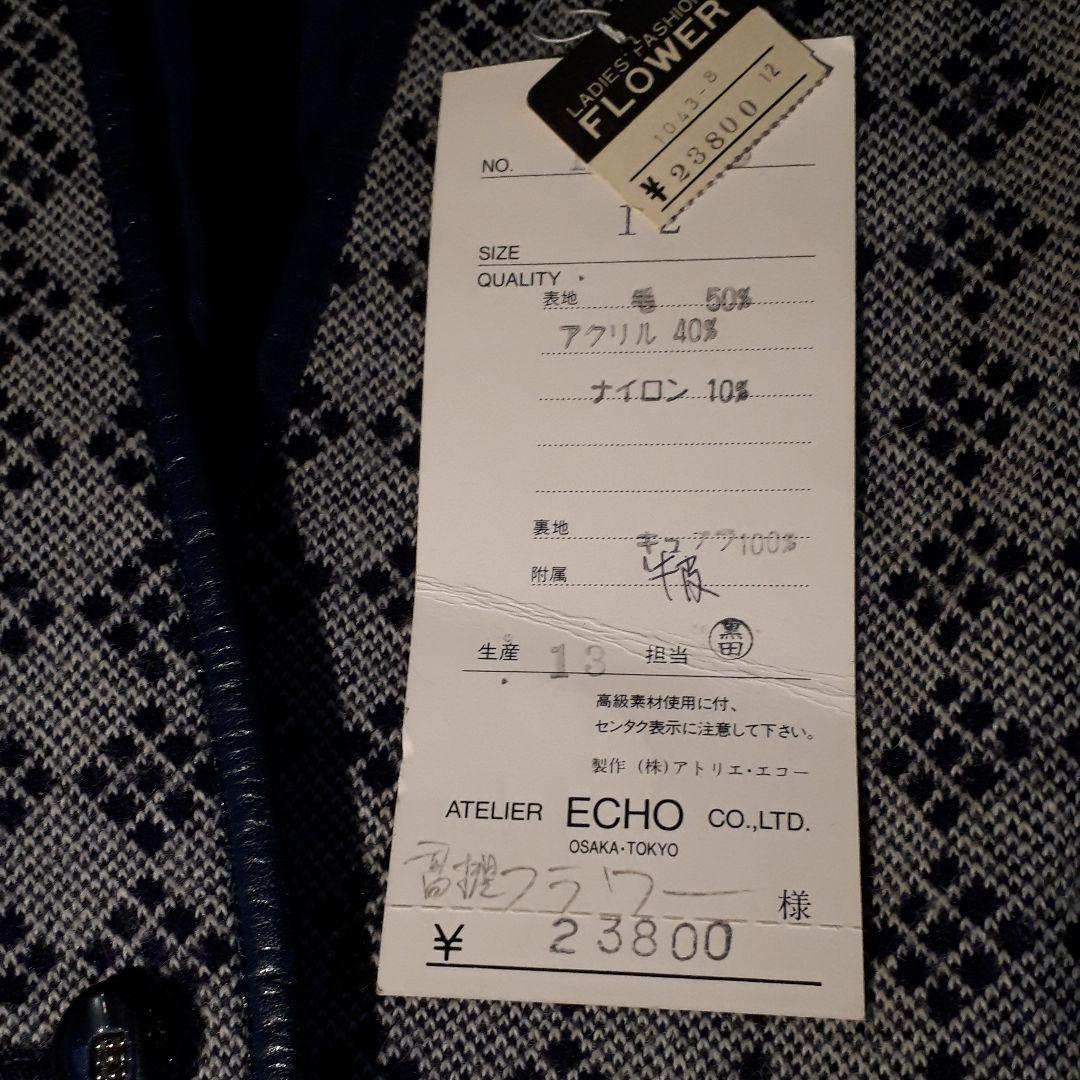 LADIES' FASHION
FLOWER
1043-8
¥ 23800 12
NO.
12
SIZE
QUALITY
表地 毛 50%
アクリル 40%
ナイロン 10%
裏地 キュプラ100%
附属 牛皮
生産 13 担当 黒田
高級素材使用に付、
センタク表示に注意して下さい。
製作 (株)アトリエ・エコー
ATELIER ECHO CO.,LTD.
OSAKA・TOKYO
フラワー 様
¥ 23800